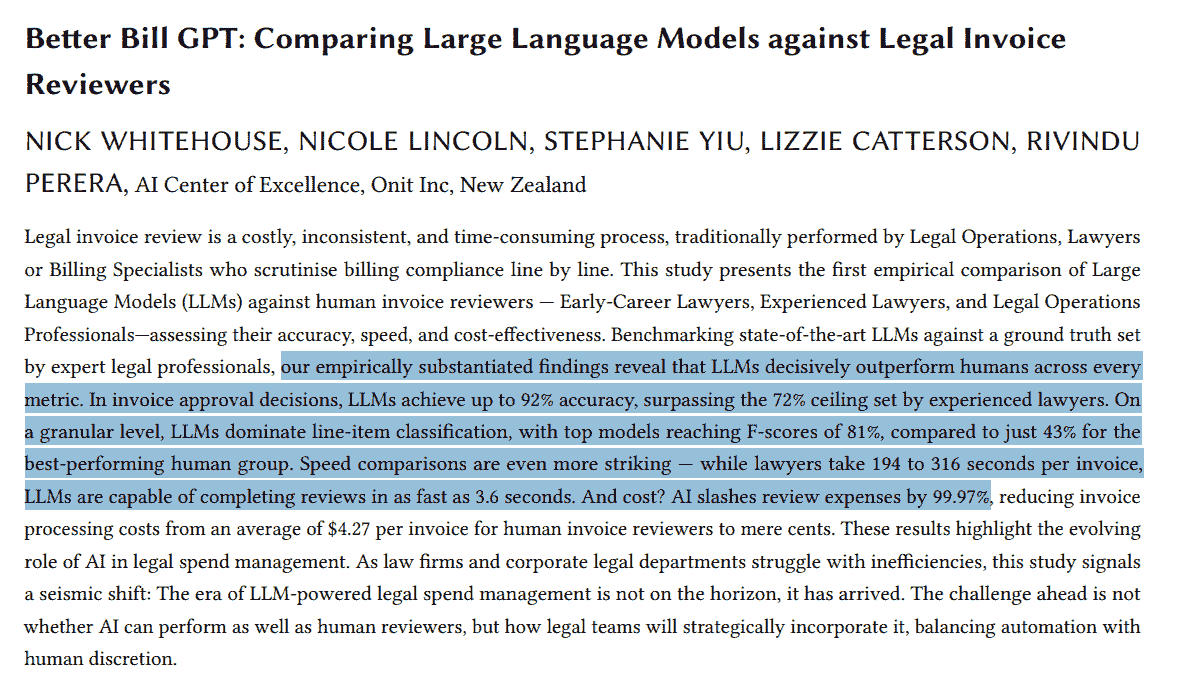 Better Bill GPT: Comparing Large Language Models against Legal Invoice
Reviewers
NICK WHITEHOUSE, NICOLE LINCOLN, STEPHANIE YIU, LIZZIE CATTERSON, RIVINDU
PERERA, AI Center of Excellence, Onit Inc, New Zealand
Legal invoice review is a costly, inconsistent, and time-consuming process, traditionally performed by Legal Operations, Lawyers
or Billing Specialists who scrutinise billing compliance line by line. This study presents the first empirical comparison of Large
Language Models (LLMs) against human invoice reviewers — Early-Career Lawyers, Experienced Lawyers, and Legal Operations
Professionals—assessing their accuracy, speed, and cost-effectiveness. Benchmarking state-of-the-art LLMs against a ground truth set
by expert legal professionals, our empirically substantiated findings reveal that LLMs decisively outperform humans across every
metric. In invoice approval decisions, LLMs achieve up to 92% accuracy, surpassing the 72% ceiling set by experienced lawyers. On
a granular level, LLMs dominate line-item classification, with top models reaching F-scores of 81%, compared to just 43% for the
best-performing human group. Speed comparisons are even more striking — while lawyers take 194 to 316 seconds per invoice,
LLMs are capable of completing reviews in as fast as 3.6 seconds. And cost? AI slashes review expenses by 99.97%, reducing invoice
processing costs from an average of $4.27 per invoice for human invoice reviewers to mere cents. These results highlight the evolving
role of AI in legal spend management. As law firms and corporate legal departments struggle with inefficiencies, this study signals
a seismic shift: The era of LLM-powered legal spend management is not on the horizon, it has arrived. The challenge ahead is not
whether AI can perform as well as human reviewers, but how legal teams will strategically incorporate it, balancing automation with
human discretion.